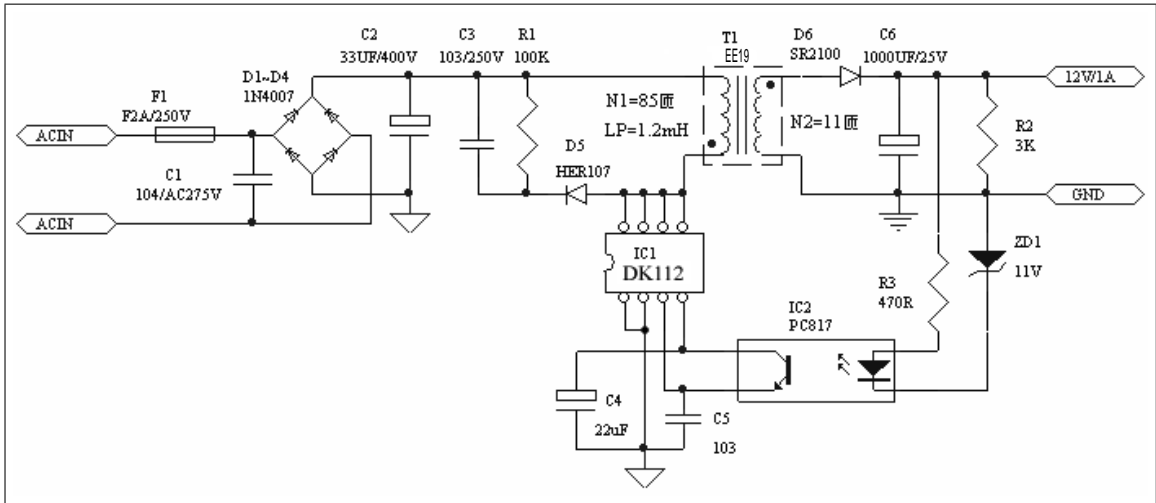 C2
33UF/400V
C3
103/250V
R1
100K
T1
EE19
D6
SR2100
C6
1000UF/25V
D1~D4
1N4007
12V/1A
F1
F2A/250V
N1=85匝
LP=1.2mH
N2=11匝
R2
3K
ACIN
D5
HER107
C1
104/AC275V
GND
ACIN
IC1
DK112
ZD1
11V
R3
470R
IC2
PC817
C4
22uF
C5
103